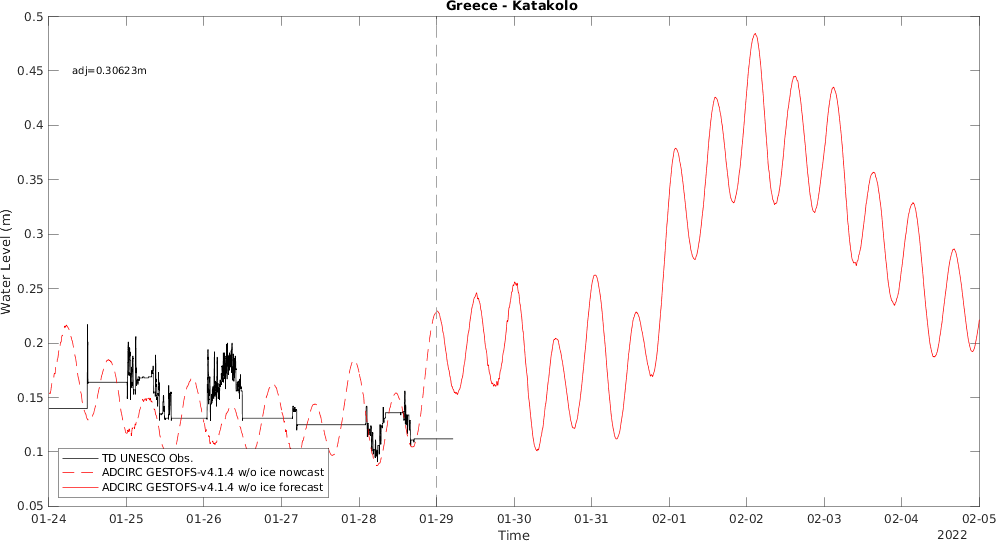 Greece - Katakolo
0.5
0.45
0.4
0.35
0.3
0.25
0.2
0.15
0.1
0.05
Water Level (m)
adj=0.30623m
TD UNESCO Obs.
ADCIRC GESTOFS-v4.1.4 w/o ice nowcast
ADCIRC GESTOFS-v4.1.4 w/o ice forecast
01-24 01-25 01-26 01-27 01-28 01-29 01-30 01-31 02-01 02-02 02-03 02-04 02-05
Time
2022